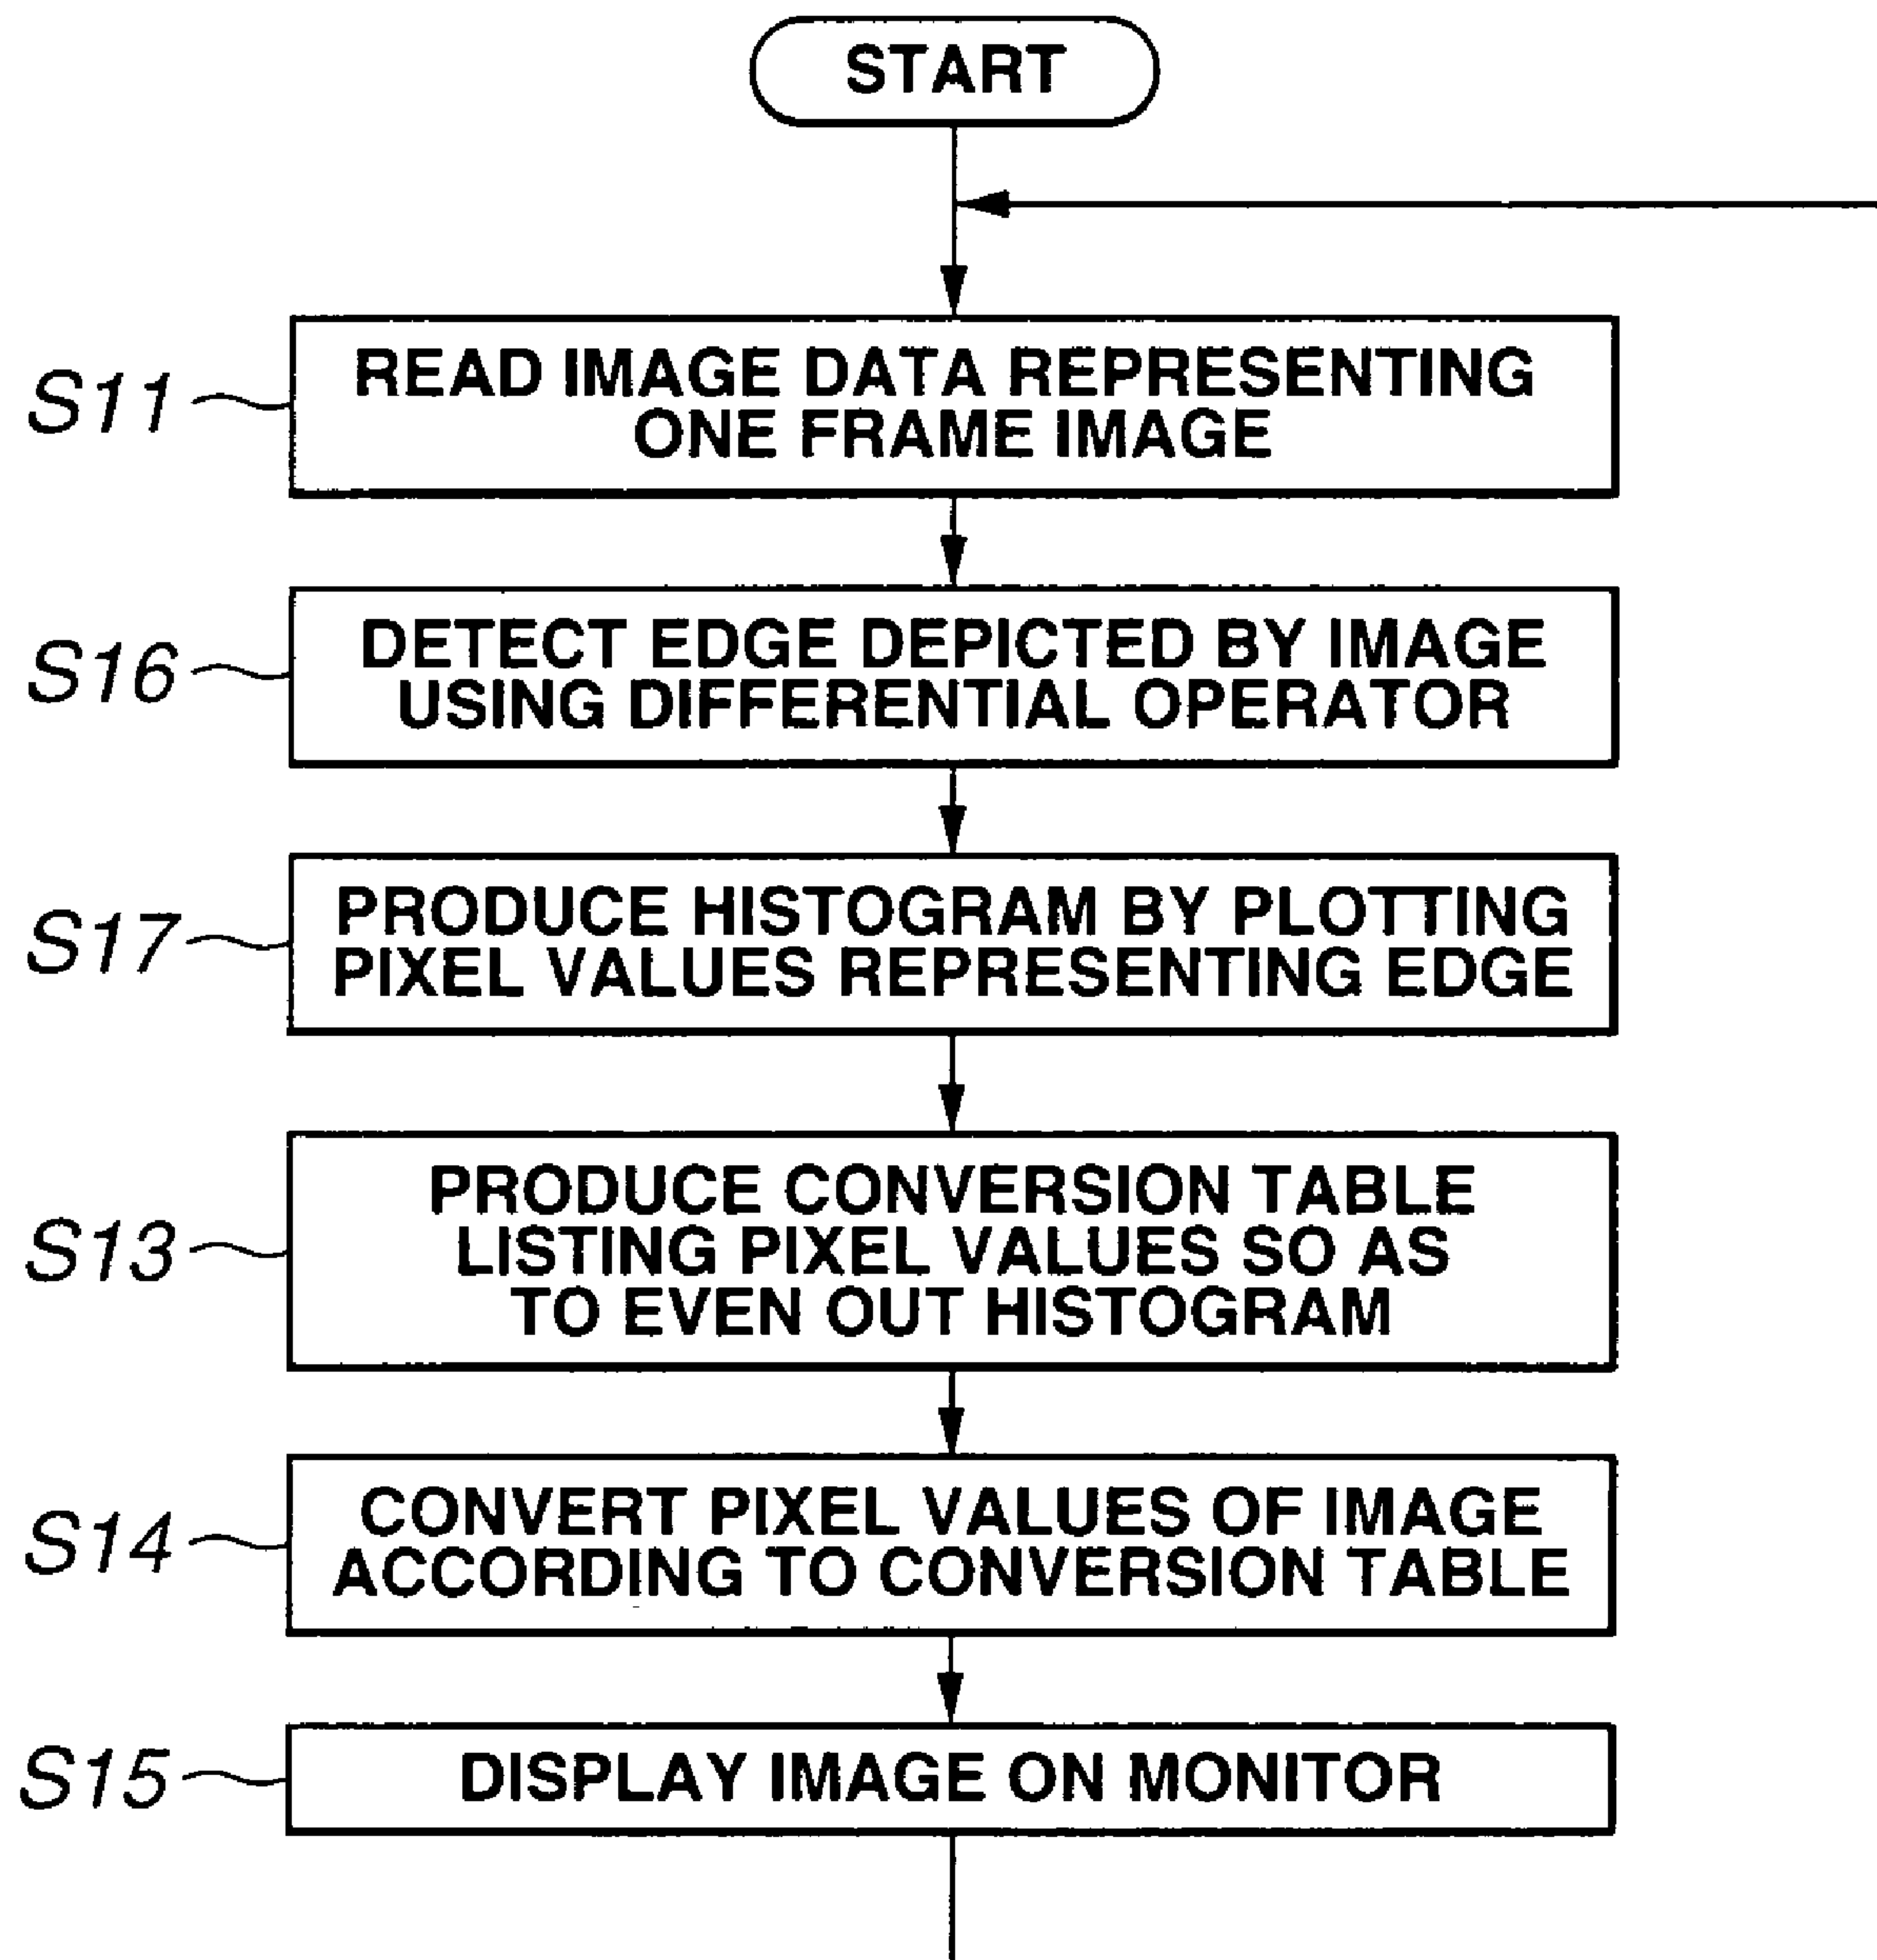 START
S11
READ IMAGE DATA REPRESENTING
ONE FRAME IMAGE
S16
DETECT EDGE DEPICTED BY IMAGE
USING DIFFERENTIAL OPERATOR
S17
PRODUCE HISTOGRAM BY PLOTTING
PIXEL VALUES REPRESENTING EDGE
S13
PRODUCE CONVERSION TABLE
LISTING PIXEL VALUES SO AS
TO EVEN OUT HISTOGRAM
S14
CONVERT PIXEL VALUES OF IMAGE
ACCORDING TO CONVERSION TABLE
S15
DISPLAY IMAGE ON MONITOR